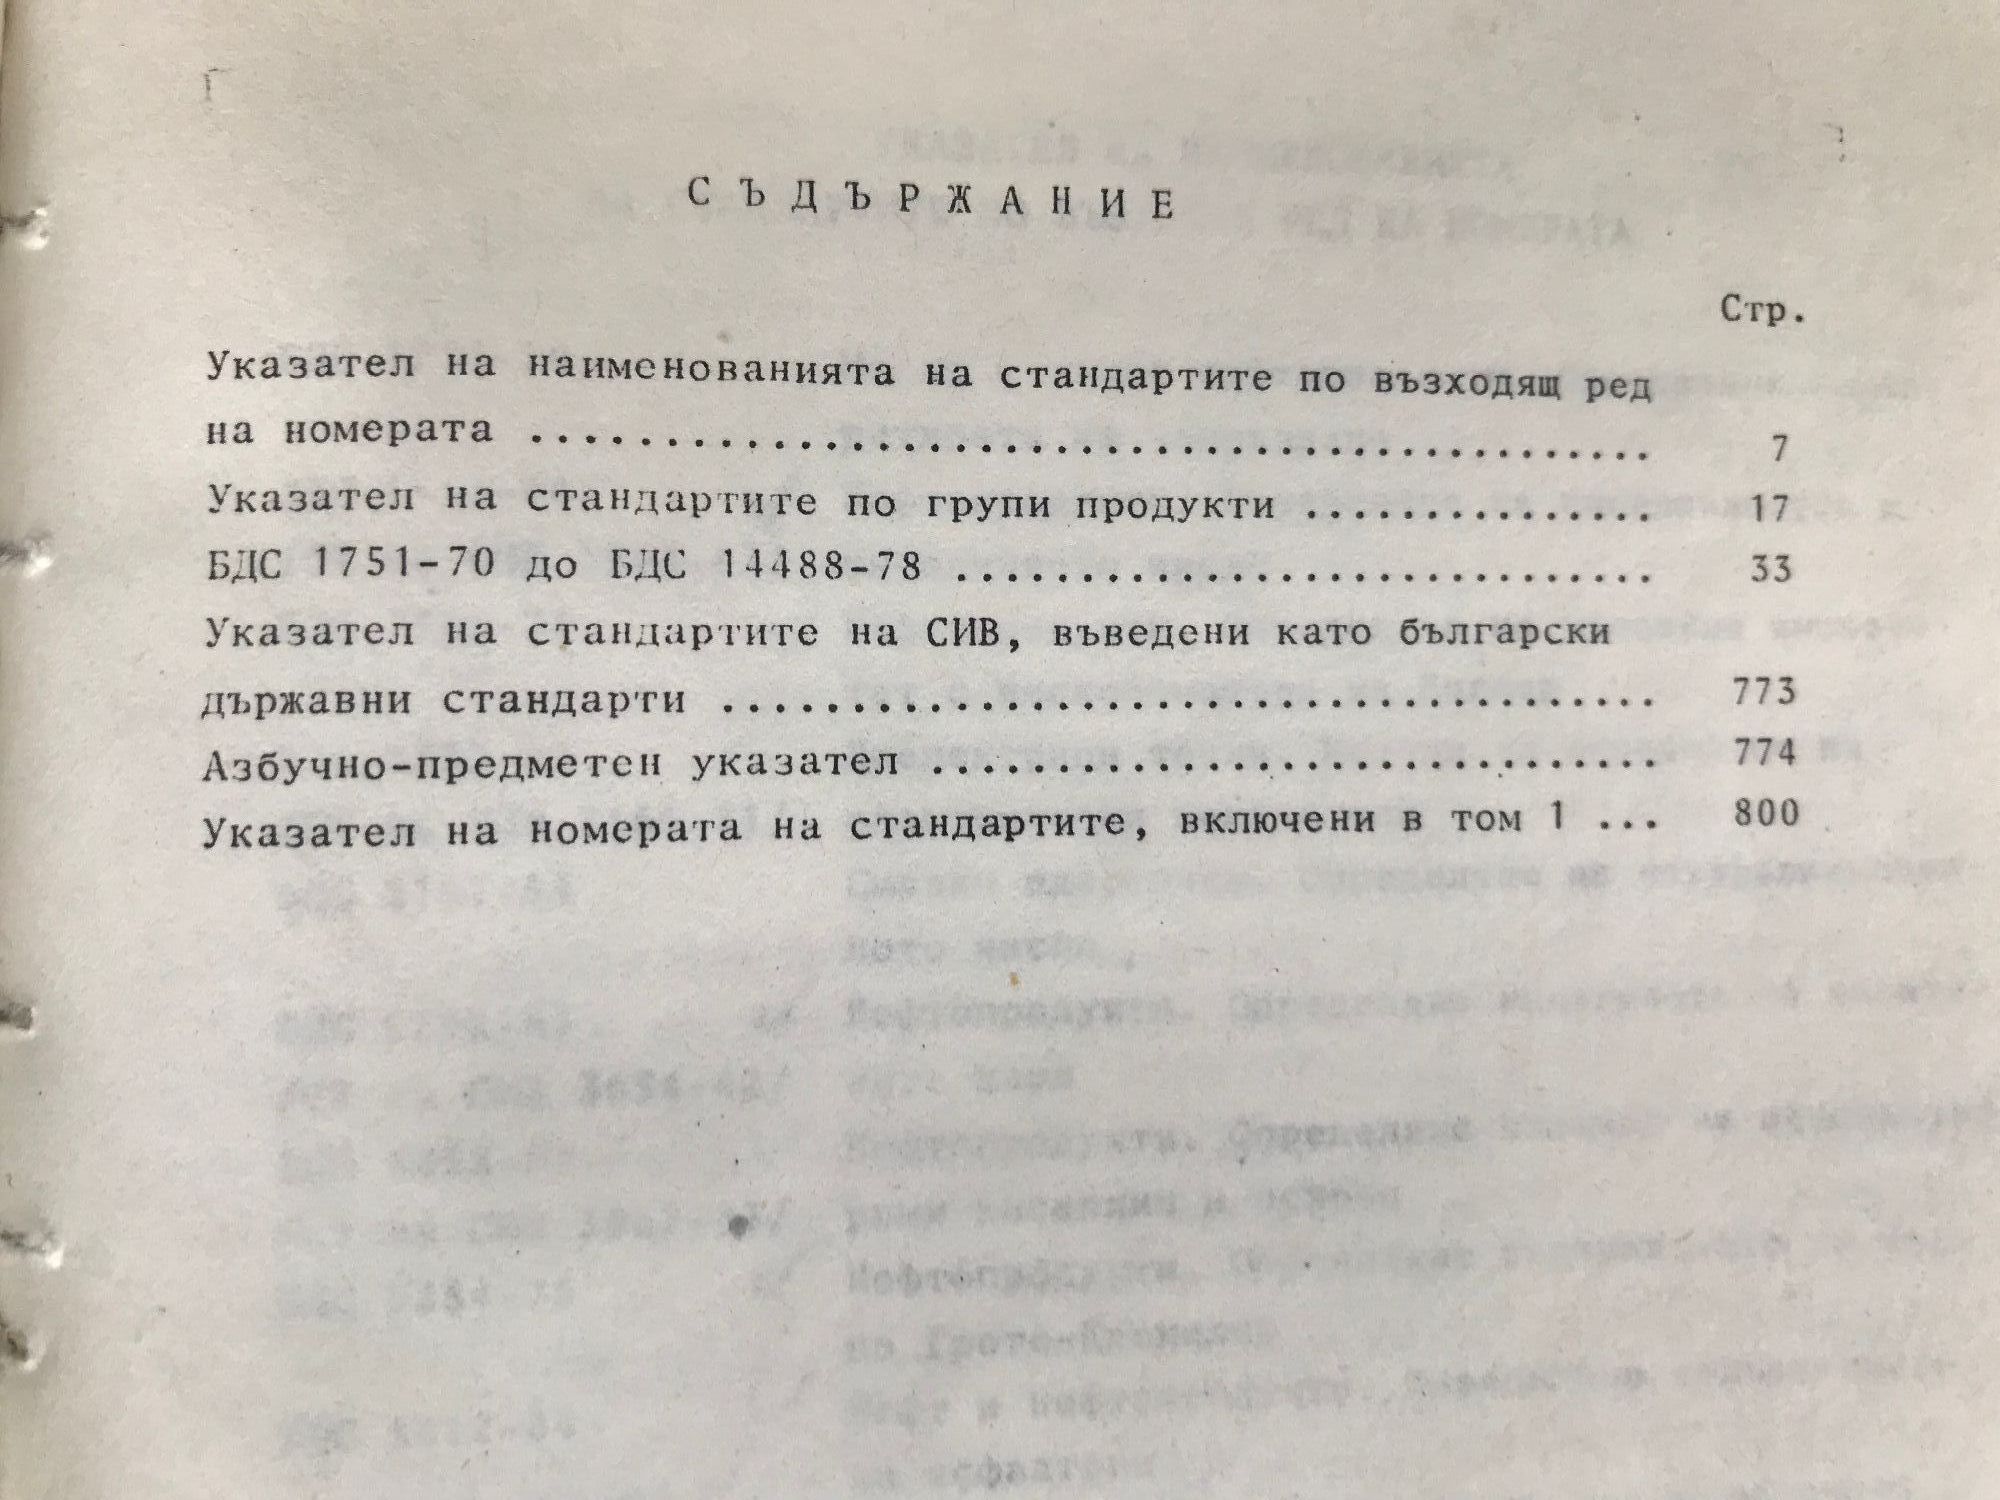 СЪДЪРЖАНИЕ
Стр.
Указател на наименованията на стандартите по възходящ ред
на номерата ........................................... 7
Указател на стандартите по групи продукти ............... 17
БДС 1751-70 до БДС 14488-78 ............................. 33
Указател на стандартите на СИВ, въведени като български
държавни стандарти ..................................... 773
Азбучно-предметен указател .............................. 774
Указател на номерата на стандартите, включени в том 1 ... 800